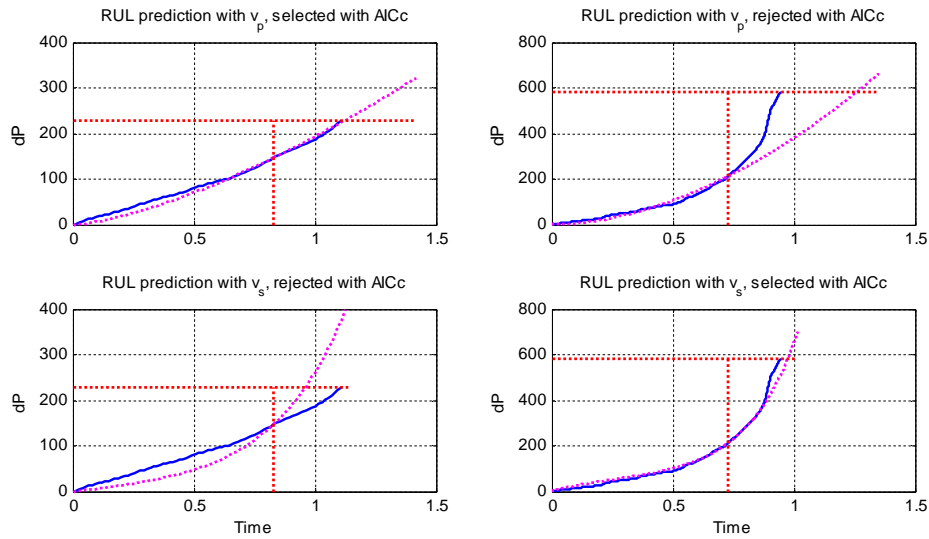 RUL prediction with v_p, selected with AICc
400
300
200
100
0
dP
0 0.5 1 1.5
RUL prediction with v_p, rejected with AICc
800
600
400
200
0
dP
0 0.5 1 1.5
RUL prediction with v_s, rejected with AICc
400
300
200
100
0
dP
0 0.5 1 1.5
Time
RUL prediction with v_s, selected with AICc
800
600
400
200
0
dP
0 0.5 1 1.5
Time